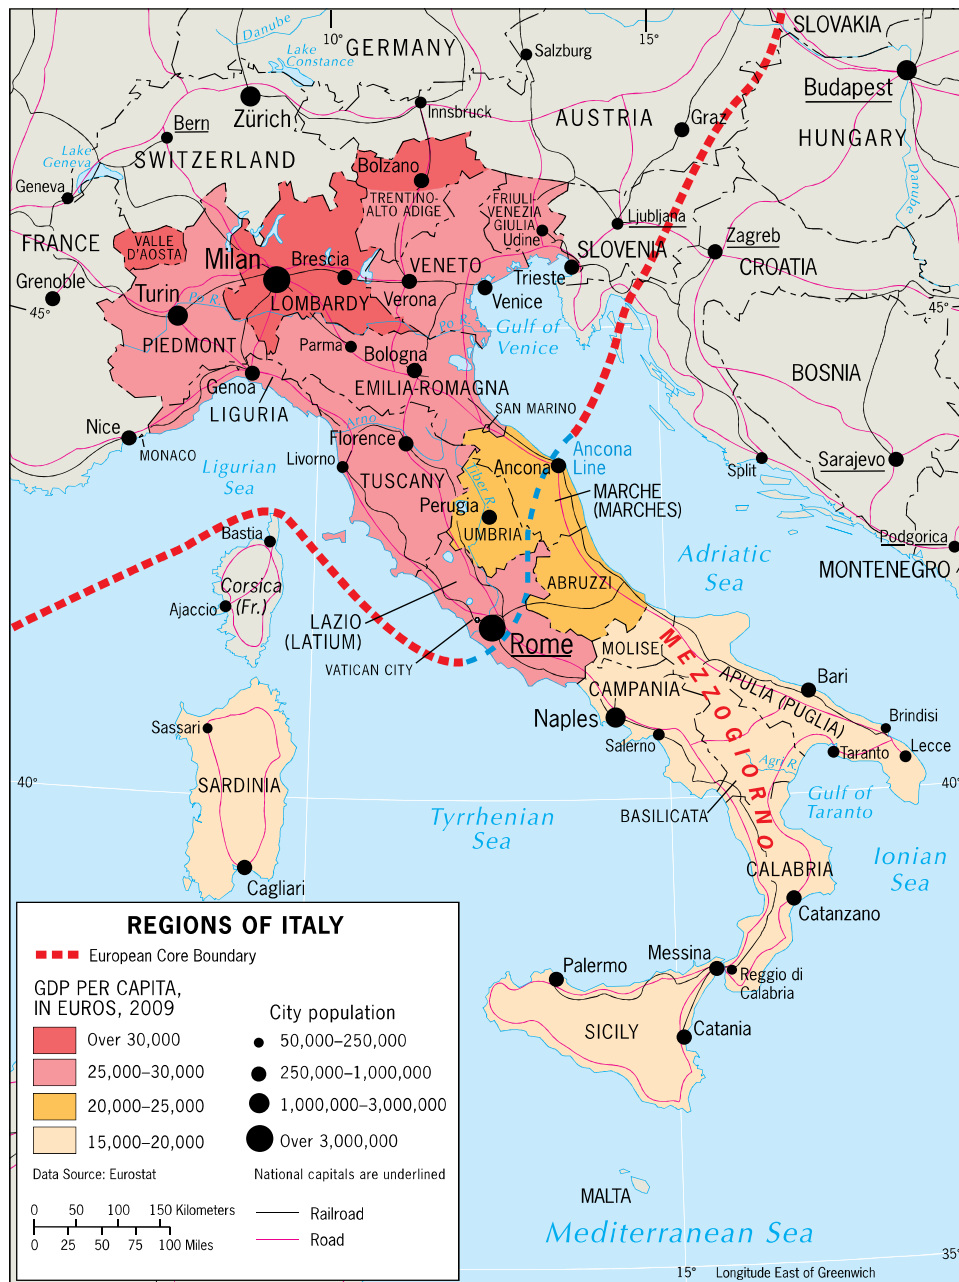 10°
15°
SLOVAKIA
Danube
Lake
Constance
GERMANY
Salzburg
Budapest
Zürich
Innsbruck
AUSTRIA
Graz
HUNGARY
Bern
Lake
Geneva
SWITZERLAND
Geneva
Danube
Bolzano
TRENTINO-
ALTO ADIGE
FRIULI-
VENEZIA
GIULIA
Udine
Ljubljana
Zagreb
FRANCE
VALLE
D'AOSTA
Milan
Brescia
VENETO
SLOVENIA
CROATIA
Grenoble
Turin
Po R.
LOMBARDY
Verona
Venice
Trieste
45°
45°
PIEDMONT
Parma
Po R.
Gulf of
Venice
Bologna
EMILIA-ROMAGNA
BOSNIA
Genoa
LIGURIA
SAN MARINO
Nice
MONACO
Arno
Florence
Livorno
Ligurian
Sea
TUSCANY
Ancona
Ancona
Line
Split
Sarajevo
Tiber R.
Perugia
UMBRIA
MARCHE
(MARCHES)
Podgorica
MONTENEGRO
Adriatic
Sea
Bastia
Corsica
(Fr.)
Ajaccio
ABRUZZI
LAZIO
(LATIUM)
VATICAN CITY
Rome
MOLISE
MEZZOGIORNO
CAMPANIA
APULIA (PUGLIA)
Bari
Naples
Salerno
Brindisi
Lecce
Taranto
Agri R.
Sassari
SARDINIA
Cagliari
40°
40°
Tyrrhenian
Sea
BASILICATA
Gulf of
Taranto
Ionian
Sea
CALABRIA
Catanzano
Messina
Palermo
Reggio di
Calabria
SICILY
Catania
MALTA
Mediterranean Sea
35°
15°
Longitude East of Greenwich
REGIONS OF ITALY
European Core Boundary
GDP PER CAPITA,
IN EUROS, 2009
Over 30,000
25,000–30,000
20,000–25,000
15,000–20,000
Data Source: Eurostat
City population
50,000–250,000
250,000–1,000,000
1,000,000–3,000,000
Over 3,000,000
National capitals are underlined
0 50 100 150 Kilometers
0 25 50 75 100 Miles
Railroad
Road